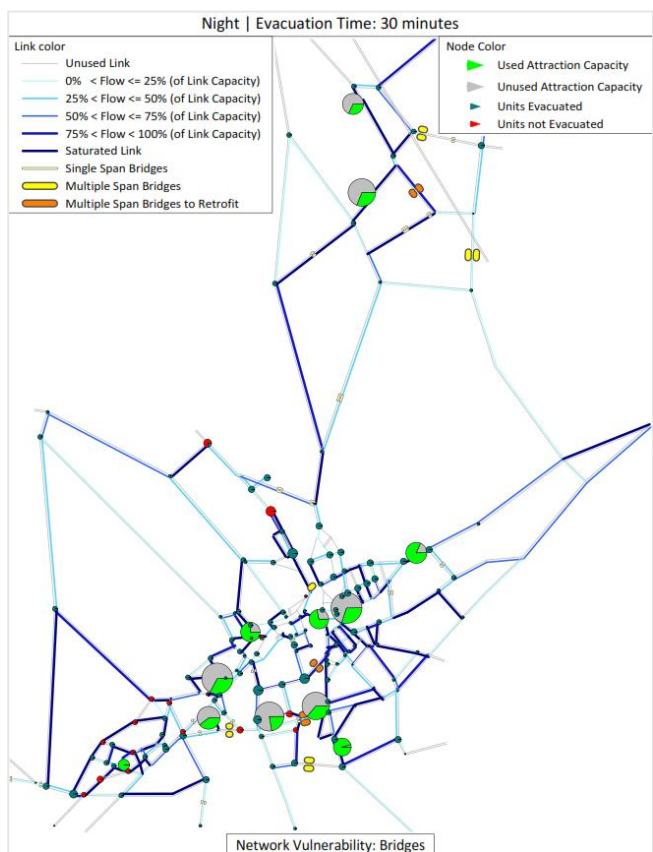 Night | Evacuation Time: 30 minutes
Link color
Unused Link
0% < Flow <= 25% (of Link Capacity)
25% < Flow <= 50% (of Link Capacity)
50% < Flow <= 75% (of Link Capacity)
75% < Flow < 100% (of Link Capacity)
Saturated Link
Single Span Bridges
Multiple Span Bridges
Multiple Span Bridges to Retrofit
Node Color
Used Attraction Capacity
Unused Attraction Capacity
Units Evacuated
Units not Evacuated
Network Vulnerability: Bridges